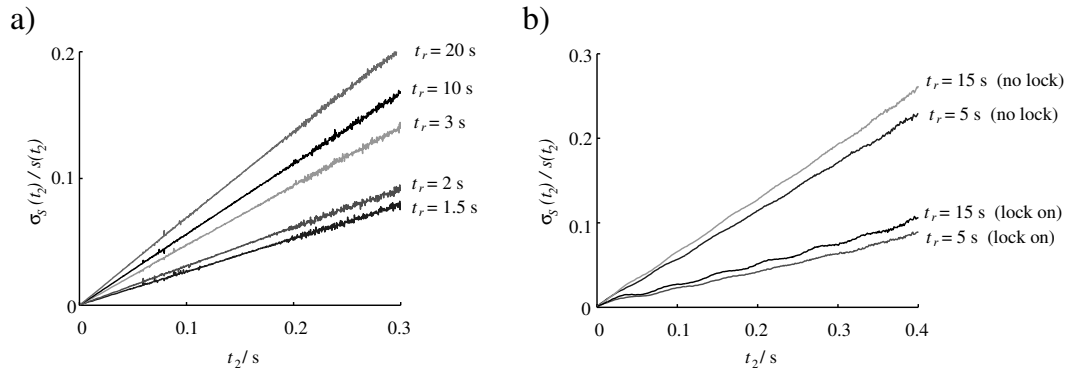 a)
0.2
0.1
0
σS (t2) / s(t2)
0
0.1
0.2
0.3
t2/ s
tr = 20 s
tr = 10 s
tr = 3 s
tr = 2 s
tr = 1.5 s
b)
0.3
0.2
0.1
0
σS (t2) / s(t2)
0
0.1
0.2
0.3
0.4
t2/ s
tr = 15 s (no lock)
tr = 5 s (no lock)
tr = 15 s (lock on)
tr = 5 s (lock on)